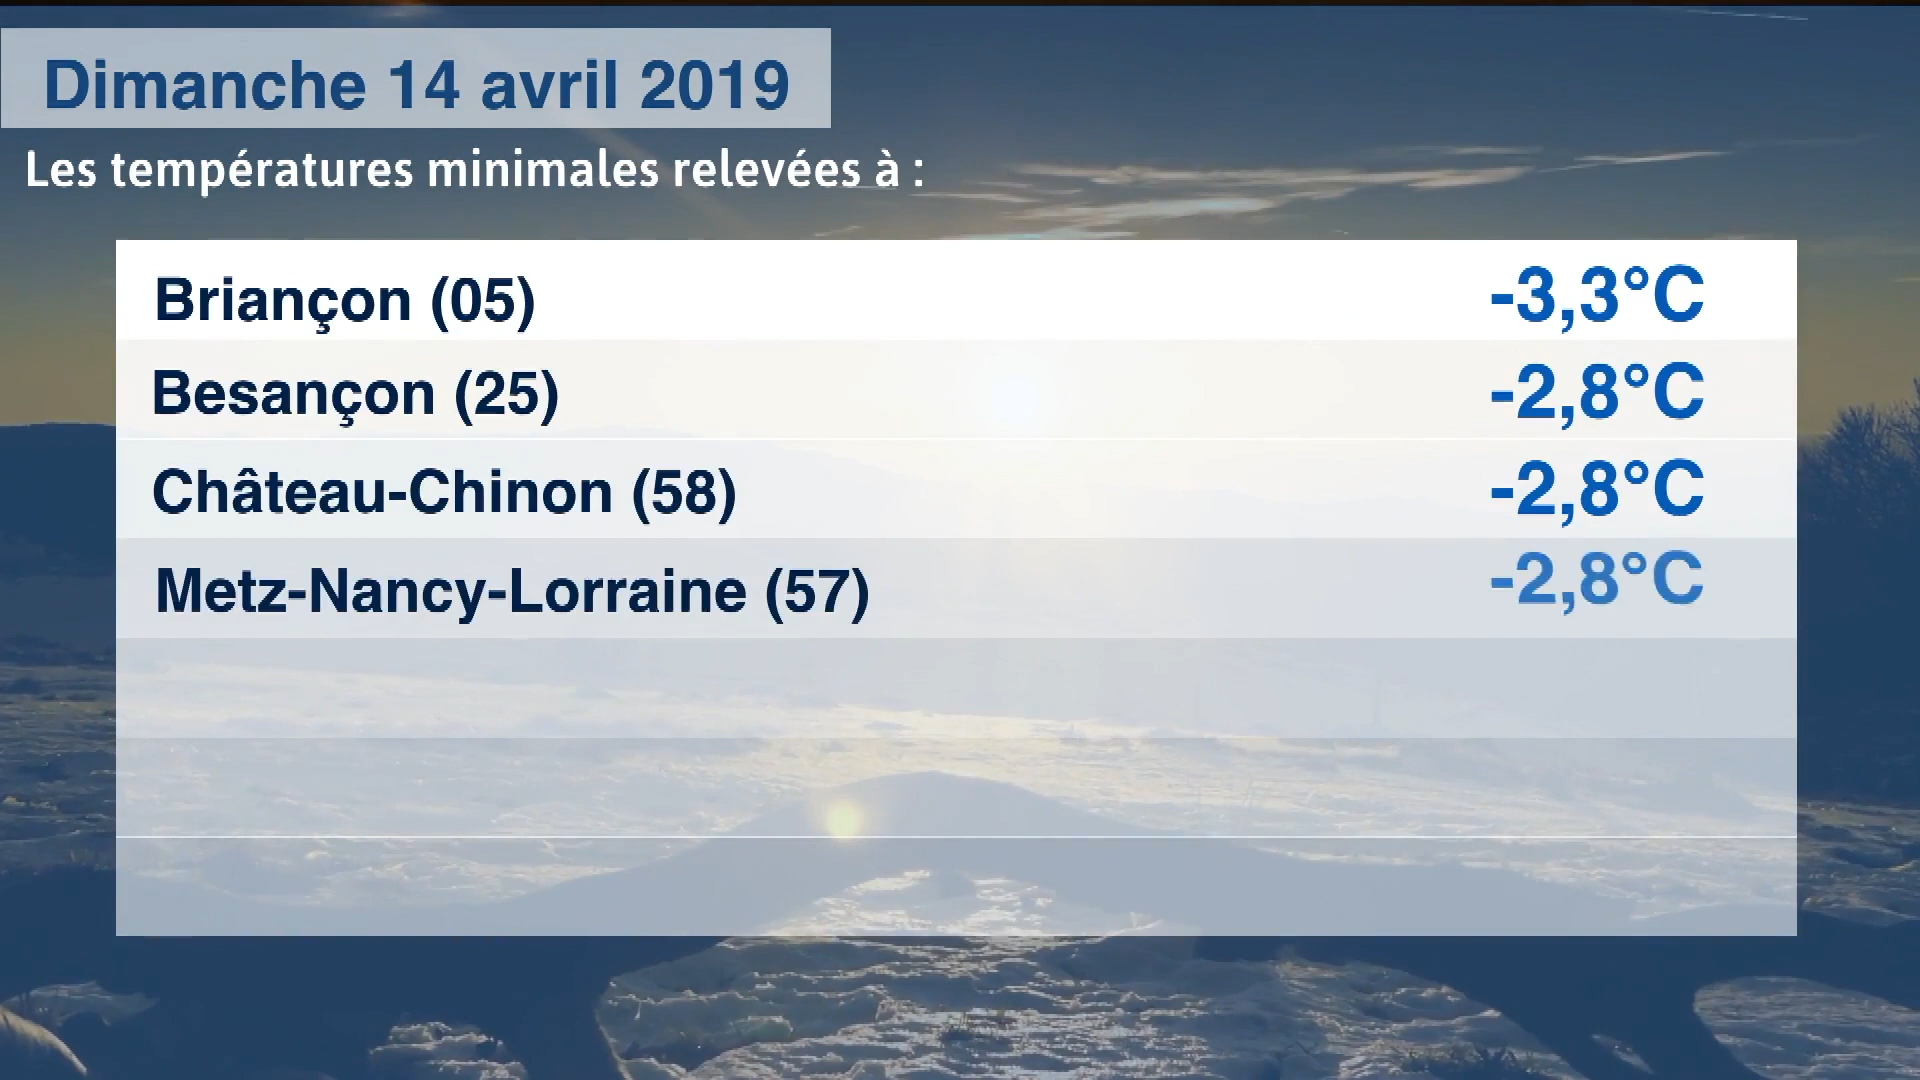 Dimanche 14 avril 2019
Les températures minimales relevées à :
Briançon (05) -3,3°C
Besançon (25) -2,8°C
Château-Chinon (58) -2,8°C
Metz-Nancy-Lorraine (57) -2,8°C